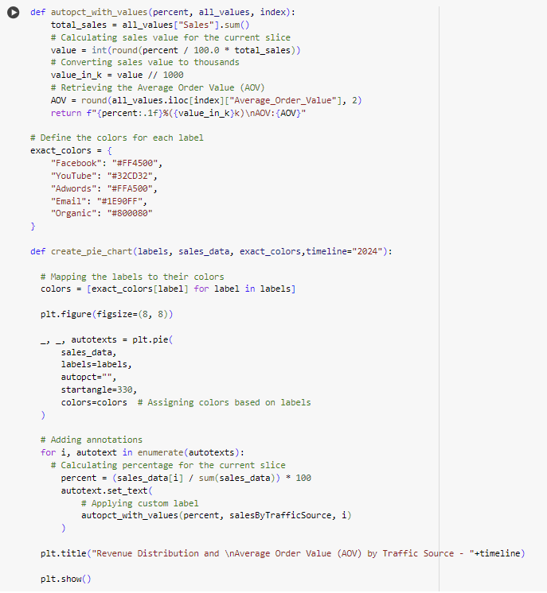 def autopct_with_values(percent, all_values, index):
    total_sales = all_values["Sales"].sum()
    # Calculating sales value for the current slice
    value = int(round(percent / 100.0 * total_sales))
    # Converting sales value to thousands
    value_in_k = value // 1000
    # Retrieving the Average Order Value (AOV)
    AOV = round(all_values.iloc[index]["Average_Order_Value"], 2)
    return f"{percent:.1f}%({value_in_k}k)\nAOV:{AOV}"

# Define the colors for each label
exact_colors = {
    "Facebook": "#FF4500",
    "YouTube": "#32CD32",
    "Adwords": "#FFA500",
    "Email": "#1E90FF",
    "Organic": "#800080"
}

def create_pie_chart(labels, sales_data, exact_colors,timeline="2024"):

  # Mapping the labels to their colors
  colors = [exact_colors[label] for label in labels]

  plt.figure(figsize=(8, 8))

  _, _, autotexts = plt.pie(
      sales_data,
      labels=labels,
      autopct="",
      startangle=330,
      colors=colors  # Assigning colors based on labels
  )

  # Adding annotations
  for i, autotext in enumerate(autotexts):
    # Calculating percentage for the current slice
      percent = (sales_data[i] / sum(sales_data)) * 100
      autotext.set_text(
          # Applying custom label
          autopct_with_values(percent, salesByTrafficSource, i)
      )

  plt.title("Revenue Distribution and \nAverage Order Value (AOV) by Traffic Source - "+timeline)

  plt.show()